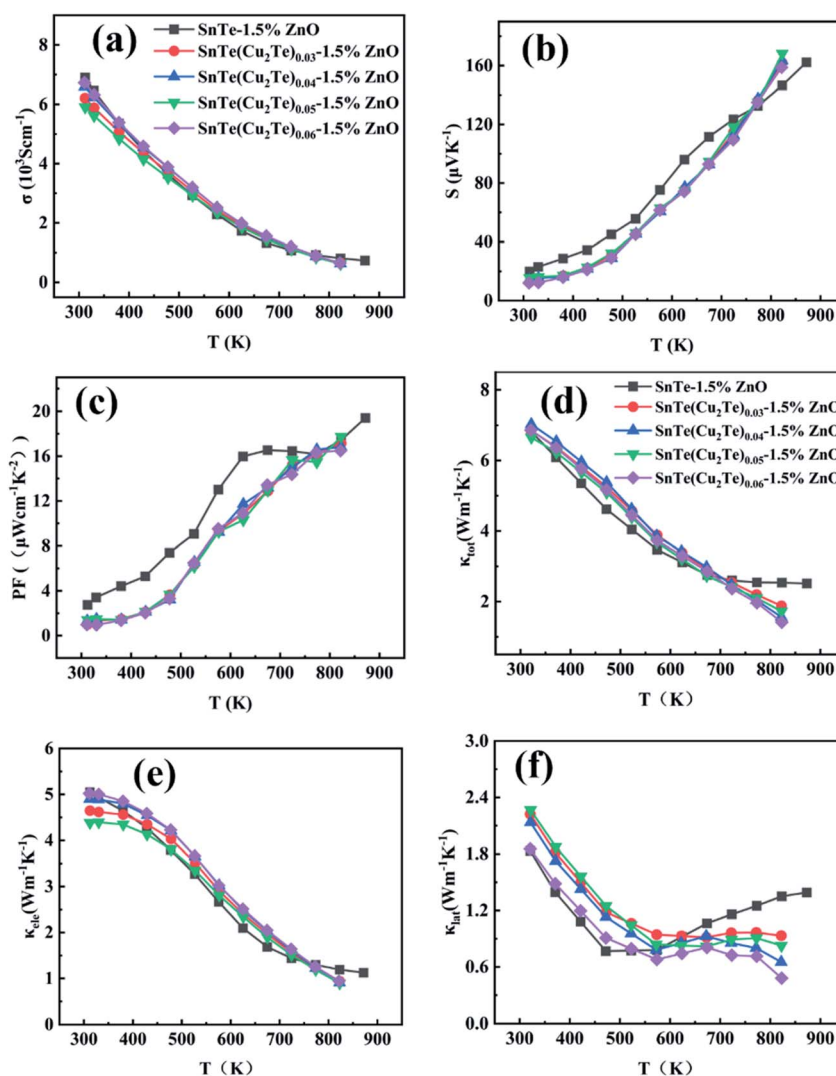 (a)
SnTe-1.5% ZnO
SnTe(Cu₂Te)₀.₀₃-1.5% ZnO
SnTe(Cu₂Te)₀.₀₄-1.5% ZnO
SnTe(Cu₂Te)₀.₀₅-1.5% ZnO
SnTe(Cu₂Te)₀.₀₆-1.5% ZnO
σ (10³Scm⁻¹)
8
6
4
2
0
300 400 500 600 700 800 900
T (K)
(b)
S (μVK⁻¹)
160
120
80
40
0
300 400 500 600 700 800 900
T (K)
(c)
PF (（μWcm⁻¹K⁻²）)
20
16
12
8
4
0
300 400 500 600 700 800 900
T (K)
(d)
SnTe-1.5% ZnO
SnTe(Cu₂Te)₀.₀₃-1.5% ZnO
SnTe(Cu₂Te)₀.₀₄-1.5% ZnO
SnTe(Cu₂Te)₀.₀₅-1.5% ZnO
SnTe(Cu₂Te)₀.₀₆-1.5% ZnO
κtot(Wm⁻¹K⁻¹)
8
6
4
2
300 400 500 600 700 800 900
T（K）
(e)
κele(Wm⁻¹K⁻¹)
6
5
4
3
2
1
0
300 400 500 600 700 800 900
T（K）
(f)
κlat(Wm⁻¹K⁻¹)
3.0
2.4
1.8
1.2
0.6
0.0
300 400 500 600 700 800 900
T（K）